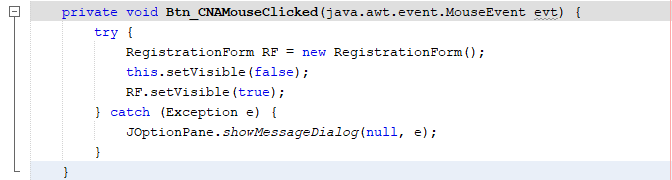 private void Btn_CNAMouseClicked(java.awt.event.MouseEvent evt) {
try {
RegistrationForm RF = new RegistrationForm();
this.setVisible(false);
RF.setVisible(true);
} catch (Exception e) {
JOptionPane.showMessageDialog(null, e);
}
}